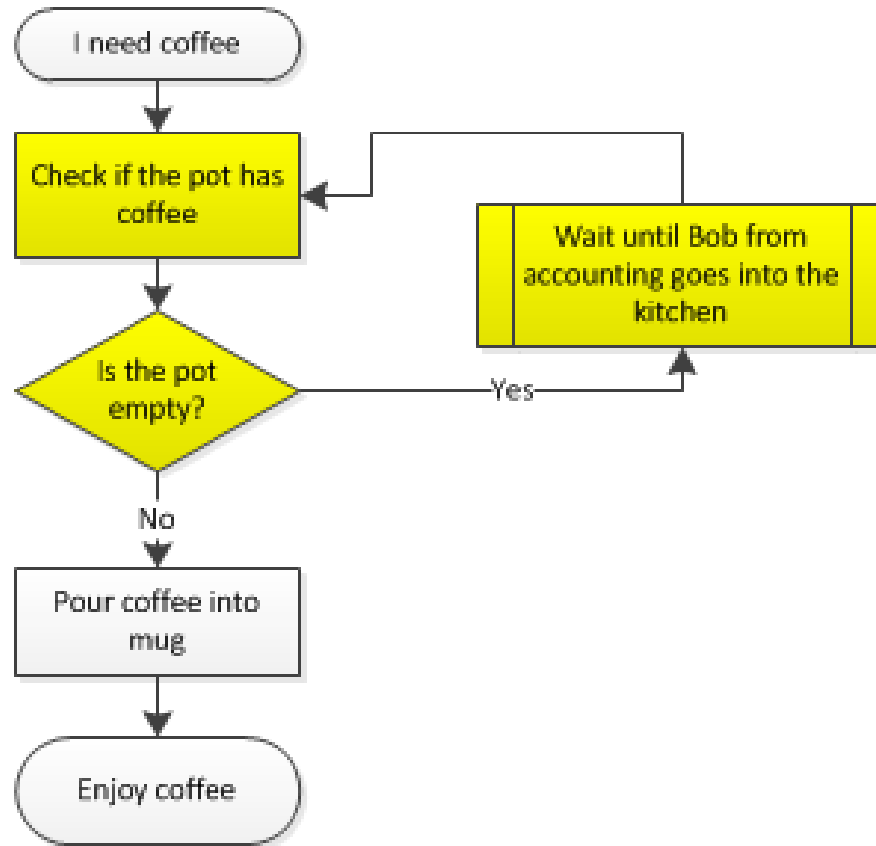 I need coffee
Check if the pot has
coffee
Wait until Bob from
accounting goes into the
kitchen
Is the pot
empty?
Yes
No
Pour coffee into
mug
Enjoy coffee